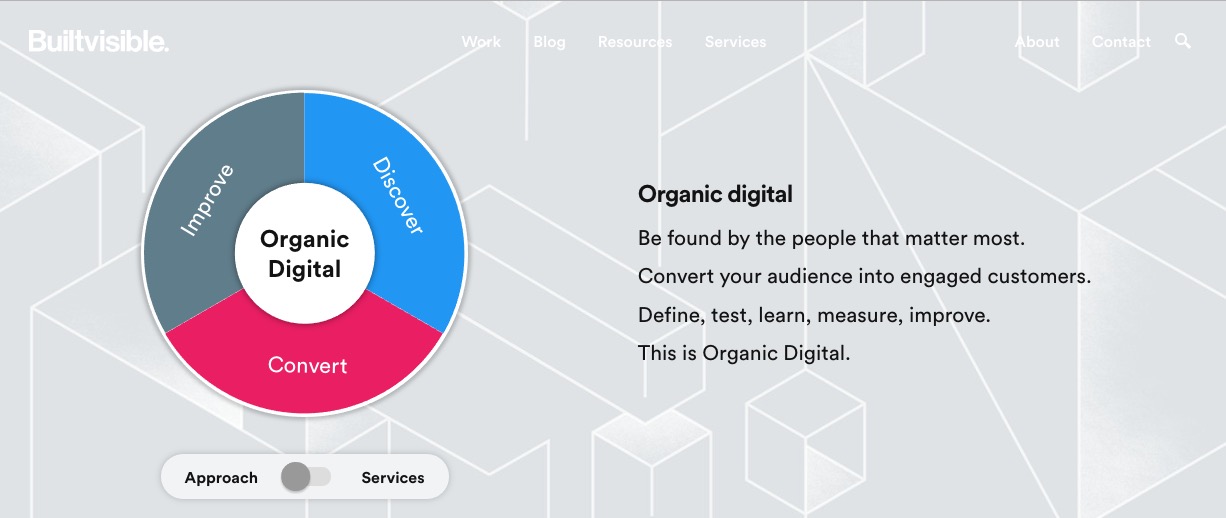 Builtvisible.
Work Blog Resources Services About Contact
Improve
Discover
Organic
Digital
Convert
Approach Services
Organic digital
Be found by the people that matter most.
Convert your audience into engaged customers.
Define, test, learn, measure, improve.
This is Organic Digital.